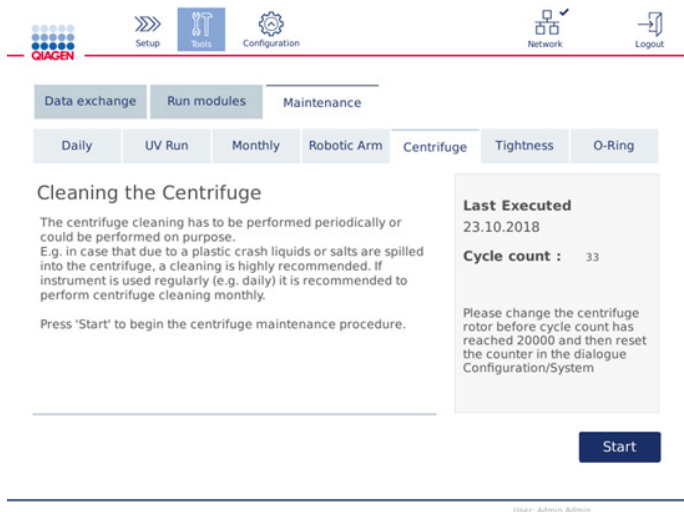 QIAGEN
Setup
Tools
Configuration
Network
Logout
Data exchange
Run modules
Maintenance
Daily
UV Run
Monthly
Robotic Arm
Centrifuge
Tightness
O-Ring
Cleaning the Centrifuge
The centrifuge cleaning has to be performed periodically or
could be performed on purpose.
E.g. in case that due to a plastic crash liquids or salts are spilled
into the centrifuge, a cleaning is highly recommended. If
instrument is used regularly (e.g. daily) it is recommended to
perform centrifuge cleaning monthly.
Press 'Start' to begin the centrifuge maintenance procedure.
Last Executed
23.10.2018
Cycle count : 33
Please change the centrifuge
rotor before cycle count has
reached 20000 and then reset
the counter in the dialogue
Configuration/System
Start
User: Admin Admin